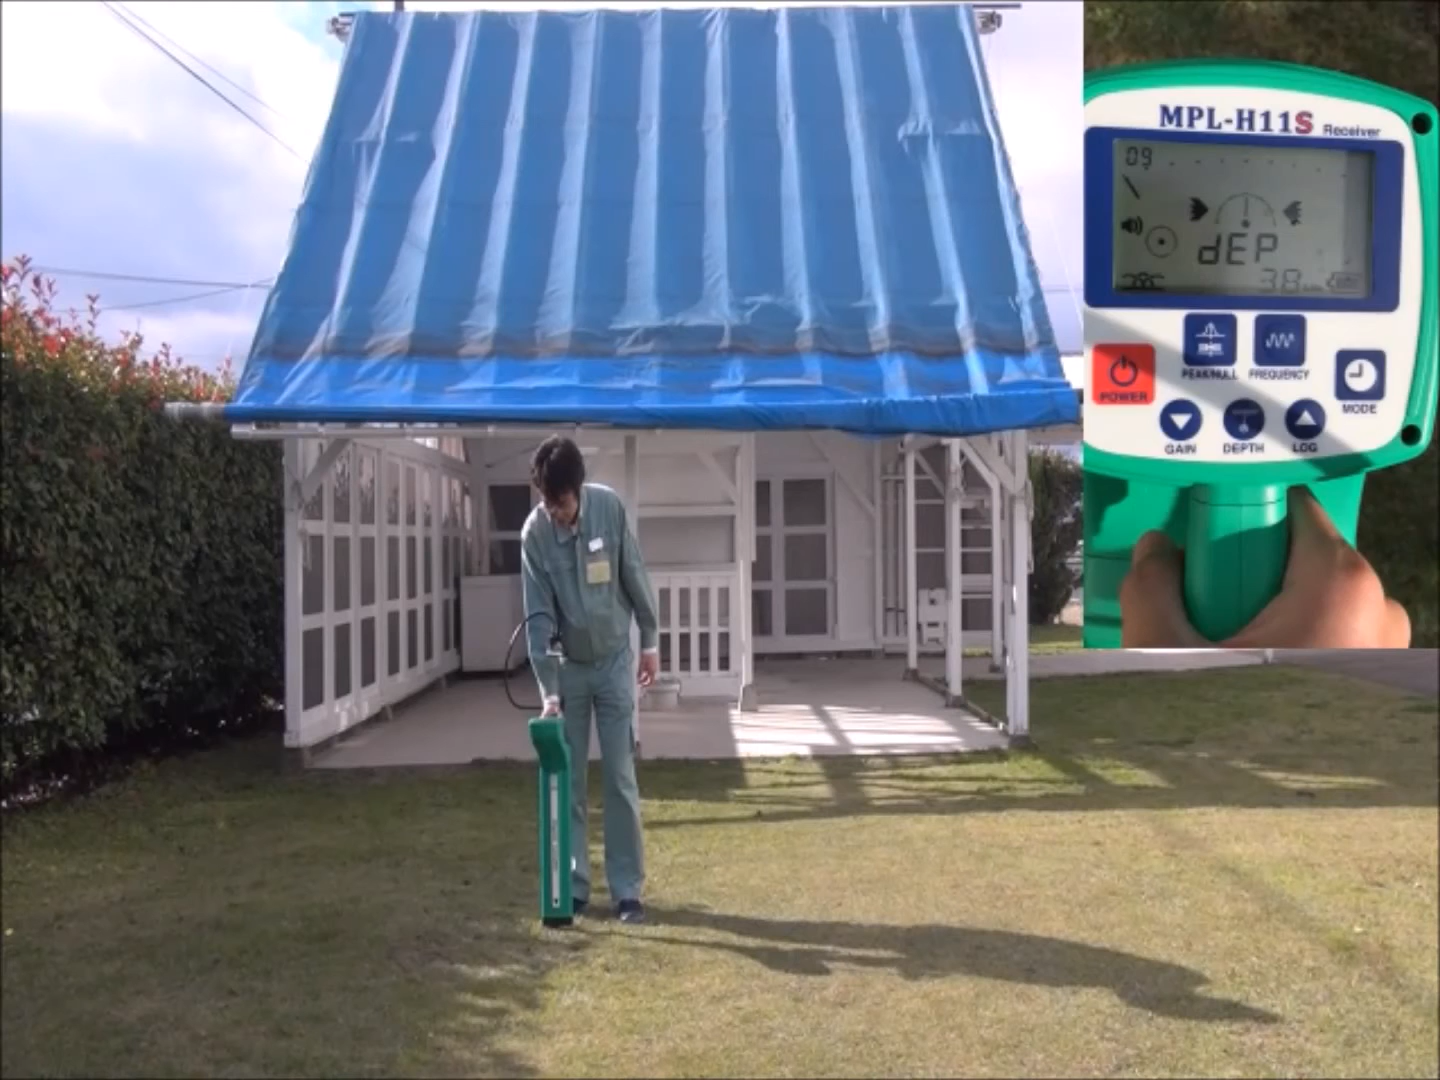 MPL-H11S Receiver
09
dEP
38
POWER
PEAK/NULL
FREQUENCY
MODE
GAIN
DEPTH
LOG